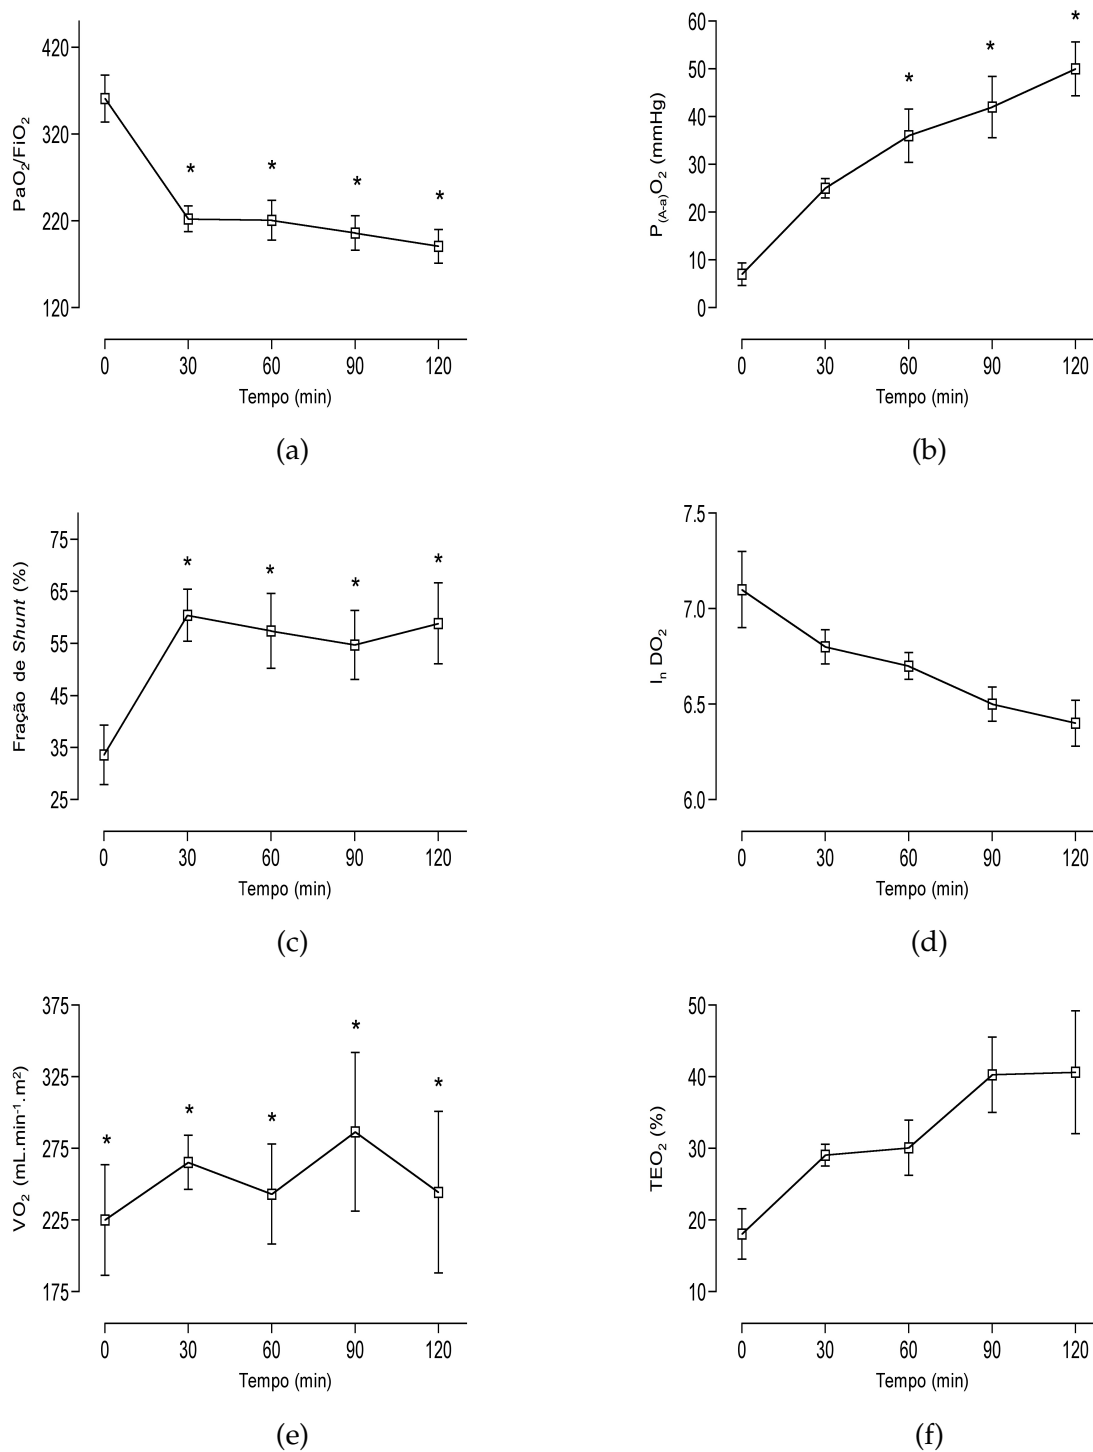 420
320
220
120
PaO₂/FiO₂
*
*
*
*
0 30 60 90 120
Tempo (min)
(a)
60
50
40
30
20
10
0
P(A-a)O₂ (mmHg)
*
*
*
0 30 60 90 120
Tempo (min)
(b)
75
65
55
45
35
25
Fração de Shunt (%)
*
*
*
*
0 30 60 90 120
Tempo (min)
(c)
7.5
7.0
6.5
6.0
Iₙ DO₂
0 30 60 90 120
Tempo (min)
(d)
375
325
275
225
175
VO₂ (mL.min⁻¹.m²)
*
*
*
*
*
0 30 60 90 120
Tempo (min)
(e)
50
40
30
20
10
TEO₂ (%)
0 30 60 90 120
Tempo (min)
(f)